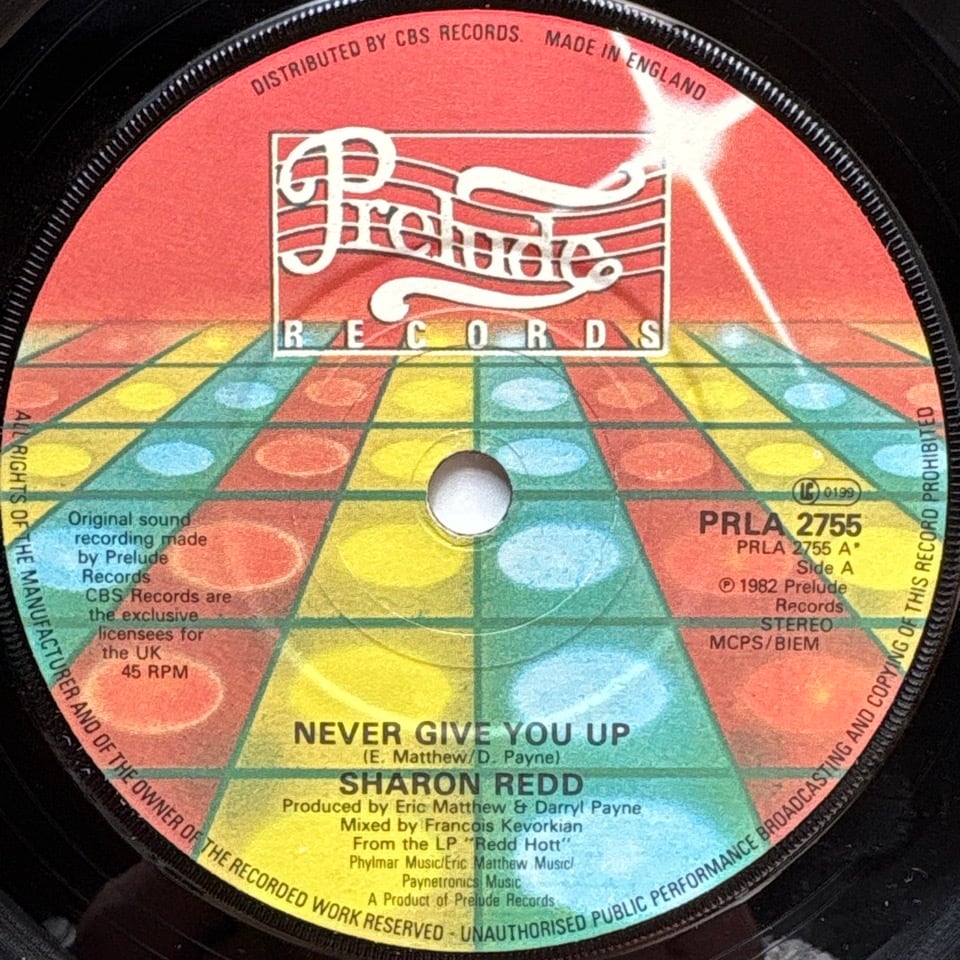 DISTRIBUTED BY CBS RECORDS. MADE IN ENGLAND
Prelude
RECORDS
LC 0199
PRLA 2755
PRLA 2755 A*
Side A
℗ 1982 Prelude
Records
STEREO
MCPS/BIEM
Original sound
recording made
by Prelude
Records
CBS Records are
the exclusive
licensees for
the UK
45 RPM
NEVER GIVE YOU UP
(E. Matthew/D. Payne)
SHARON REDD
Produced by Eric Matthew & Darryl Payne
Mixed by Francois Kevorkian
From the LP "Redd Hott"
Phylmar Music/Eric Matthew Music/
Paynetronics Music
A Product of Prelude Records
ALL RIGHTS OF THE MANUFACTURER AND OF THE OWNER OF THE RECORDED WORK RESERVED - UNAUTHORISED PUBLIC PERFORMANCE BROADCASTING AND COPYING OF THIS RECORD PROHIBITED